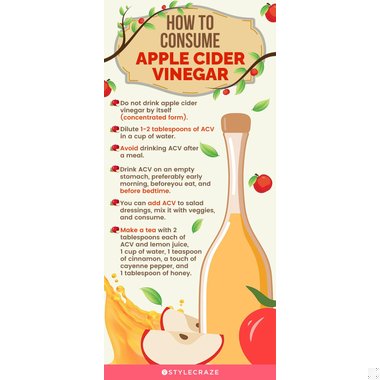 HOW TO
CONSUME
APPLE CIDER
VINEGAR
Do not drink apple cider
vinegar by itself
(concentrated form).
Dilute 1-2 tablespoons of ACV
in a cup of water.
Avoid drinking ACV after
a meal.
Drink ACV on an empty
stomach, preferably early
morning, beforeyou eat, and
before bedtime.
You can add ACV to salad
dressings, mix it with veggies,
and consume.
Make a tea with 2
tablespoons each of
ACV and lemon juice,
1 cup of water, 1 teaspoon
of cinnamon, a touch of
cayenne pepper, and
1 tablespoon of honey.
STYLECRAZE